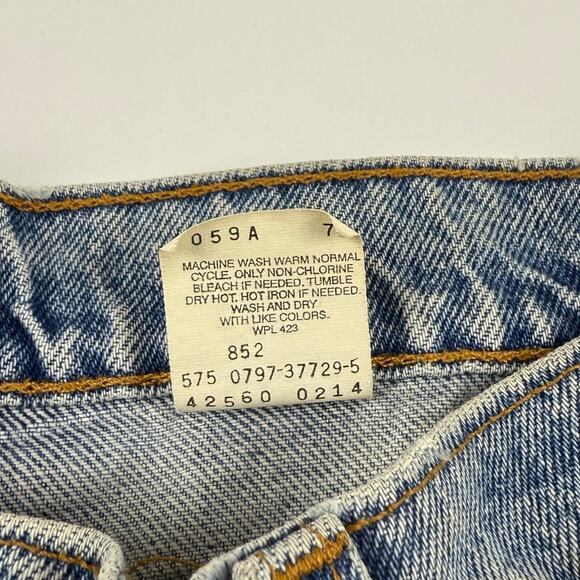 059A 7
MACHINE WASH WARM NORMAL
CYCLE. ONLY NON-CHLORINE
BLEACH IF NEEDED. TUMBLE
DRY HOT. HOT IRON IF NEEDED.
WASH AND DRY
WITH LIKE COLORS.
WPL 423
852
575 0797-37729-5
42560 0214